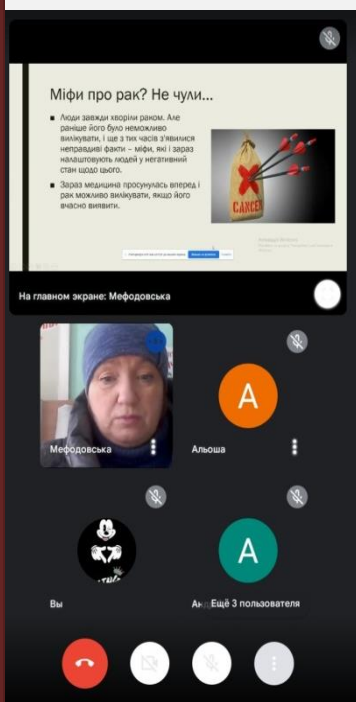 Міфи про рак? Не чули...
Люди завжди хворіли раком. Але
раніше його було неможливо
вилікувати, і ще з тих часів з'явилися
неправдиві факти – міфи, які і зараз
налаштовують людей у негативний
стан щодо цього.
Зараз медицина просунулась вперед і
рак можливо вилікувати, якщо його
вчасно виявити.
CANCER
На главном экране: Мефодовська
Мефодовська
A
Альоша
Вы
A
Ещё 3 пользователя